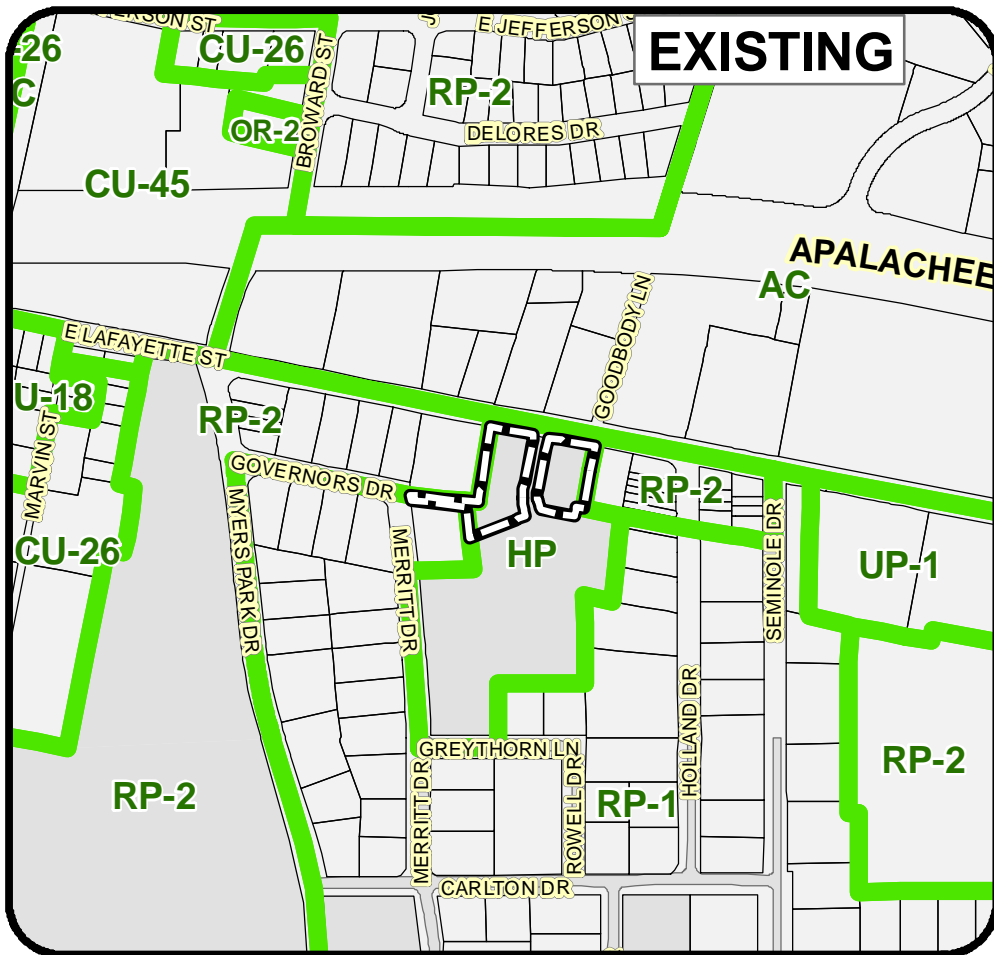 ERSON ST
E JEFFERSON S
EXISTING
-26
CU-26
C
BROWARD ST
RP-2
OR-2
DELORES DR
CU-45
APALACHEE
AC
GOODBODY LN
E LAFAYETTE ST
U-18
MARVIN ST
RP-2
GOVERNORS DR
RP-2
MYERS PARK DR
MERRITT DR
HP
SEMINOLE DR
CU-26
UP-1
HOLLAND DR
GREYTHORN LN
MERRITT DR
ROWELL DR
RP-2
RP-1
RP-2
CARLTON DR